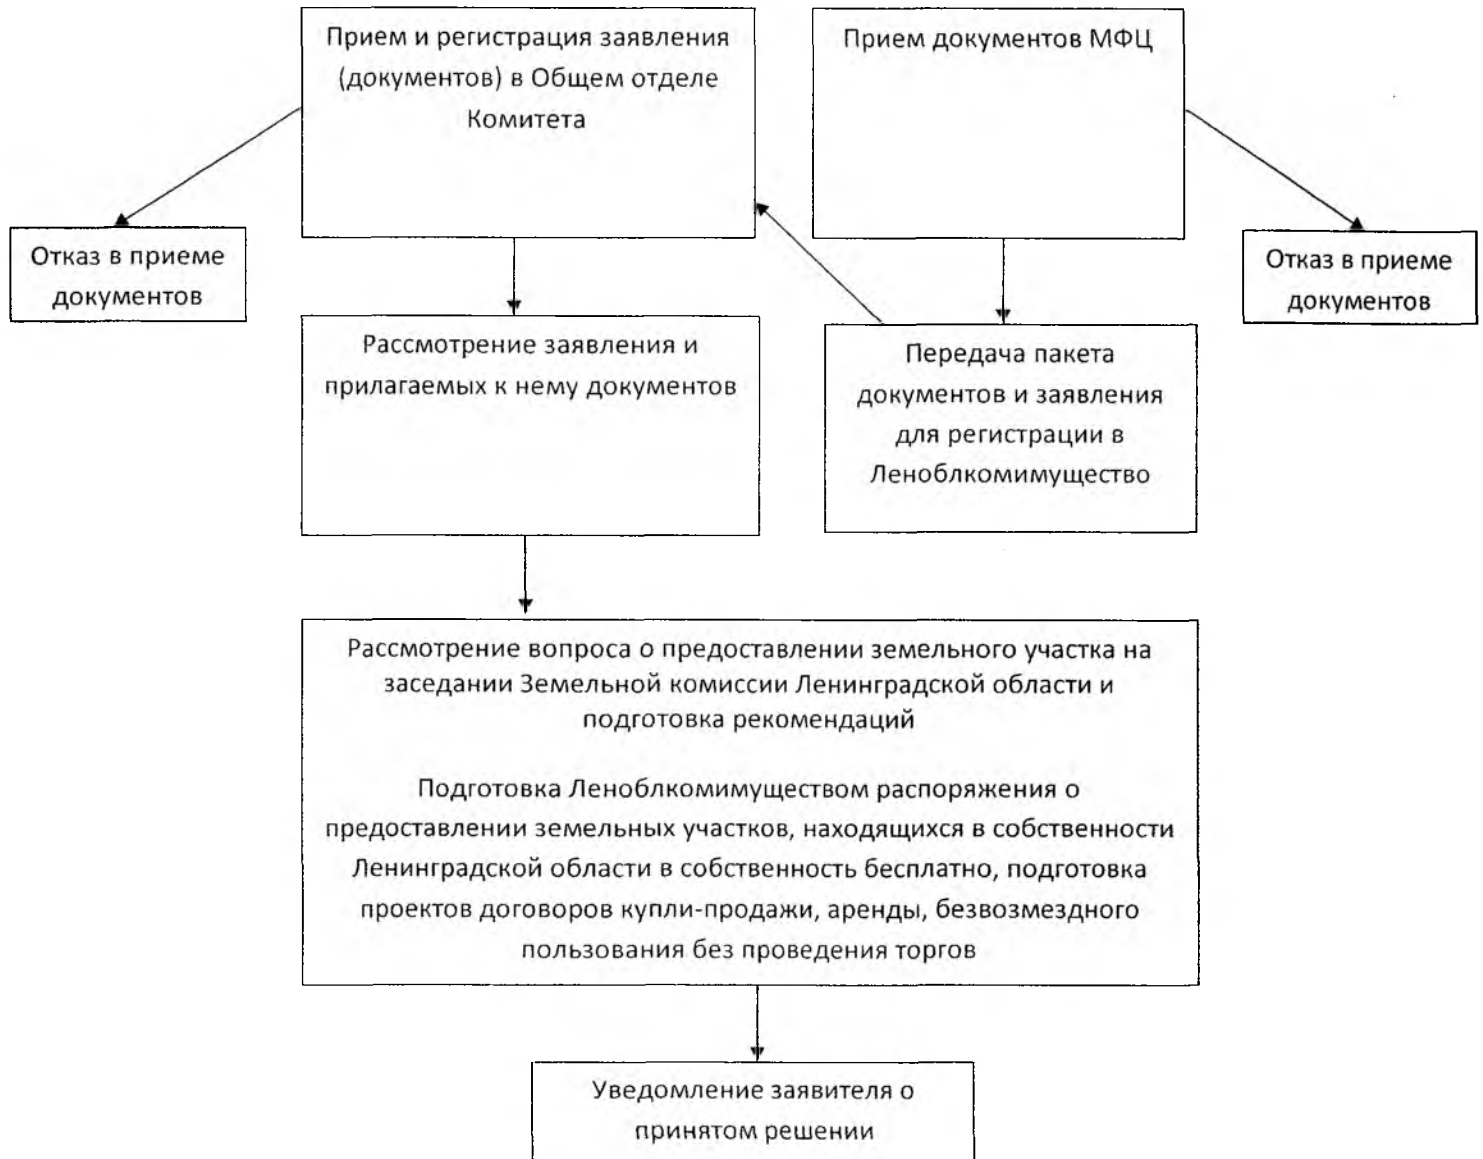 Прием и регистрация заявления
(документов) в Общем отделе
Комитета
Прием документов МФЦ
Отказ в приеме
документов
Отказ в приеме
документов
Рассмотрение заявления и
прилагаемых к нему документов
Передача пакета
документов и заявления
для регистрации в
Леноблкомимущество
Рассмотрение вопроса о предоставлении земельного участка на
заседании Земельной комиссии Ленинградской области и
подготовка рекомендаций
Подготовка Леноблкомимуществом распоряжения о
предоставлении земельных участков, находящихся в собственности
Ленинградской области в собственность бесплатно, подготовка
проектов договоров купли-продажи, аренды, безвозмездного
пользования без проведения торгов
Уведомление заявителя о
принятом решении